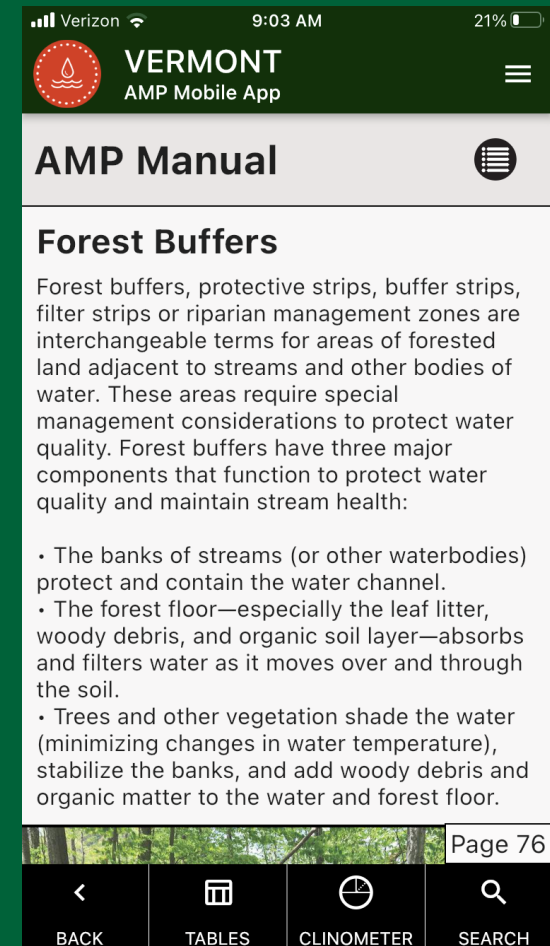 Verizon 9:03 AM 21%
VERMONT
AMP Mobile App
AMP Manual
Forest Buffers
Forest buffers, protective strips, buffer strips,
filter strips or riparian management zones are
interchangeable terms for areas of forested
land adjacent to streams and other bodies of
water. These areas require special
management considerations to protect water
quality. Forest buffers have three major
components that function to protect water
quality and maintain stream health:
• The banks of streams (or other waterbodies)
protect and contain the water channel.
• The forest floor—especially the leaf litter,
woody debris, and organic soil layer—absorbs
and filters water as it moves over and through
the soil.
• Trees and other vegetation shade the water
(minimizing changes in water temperature),
stabilize the banks, and add woody debris and
organic matter to the water and forest floor.
Page 76
BACK TABLES CLINOMETER SEARCH